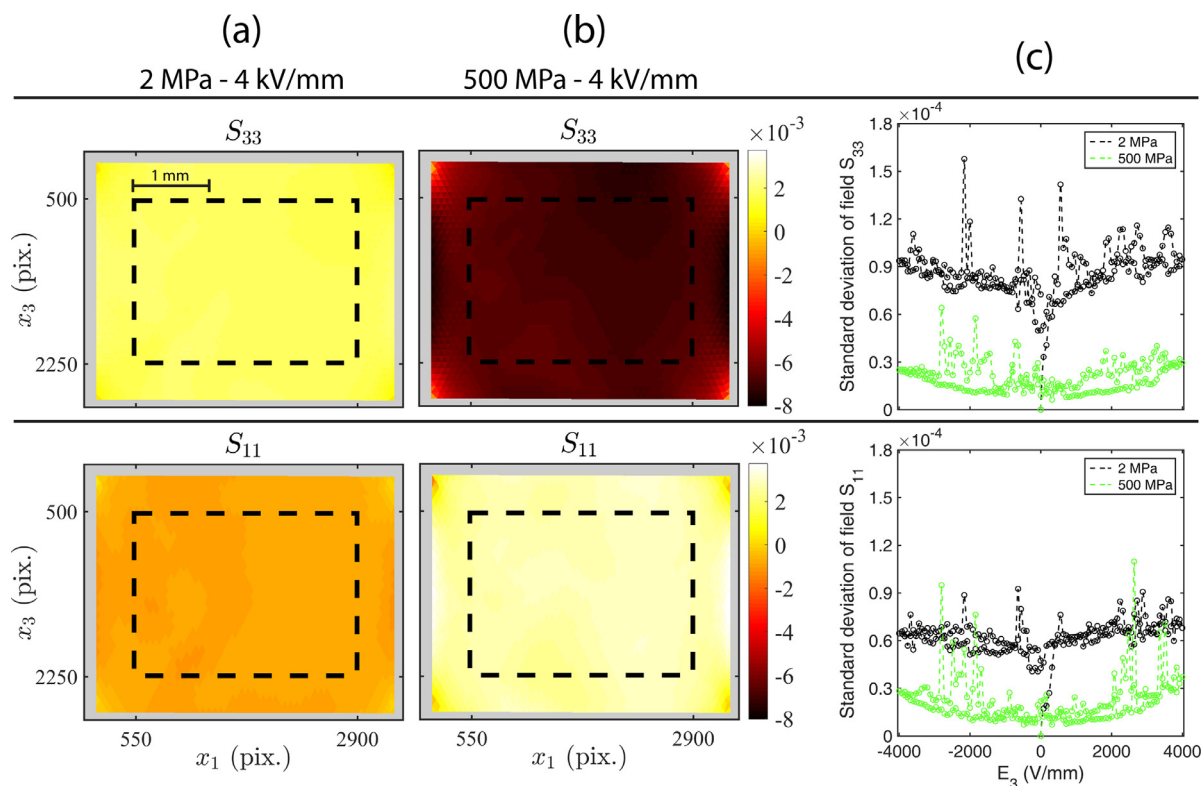 (a) (b) (c)
2 MPa - 4 kV/mm 500 MPa - 4 kV/mm
S33 S33
×10-3
1 mm
500
2250
x3 (pix.)
2
0
-2
-4
-6
-8
×10-4
1.8
1.5
1.2
0.9
0.6
0.3
0
Standard deviation of field S33
2 MPa
500 MPa
S11 S11
×10-3
500
2250
x3 (pix.)
550 2900 550 2900
x1 (pix.) x1 (pix.)
2
0
-2
-4
-6
-8
×10-4
1.8
1.5
1.2
0.9
0.6
0.3
0
Standard deviation of field S11
2 MPa
500 MPa
-4000 -2000 0 2000 4000
E3 (V/mm)